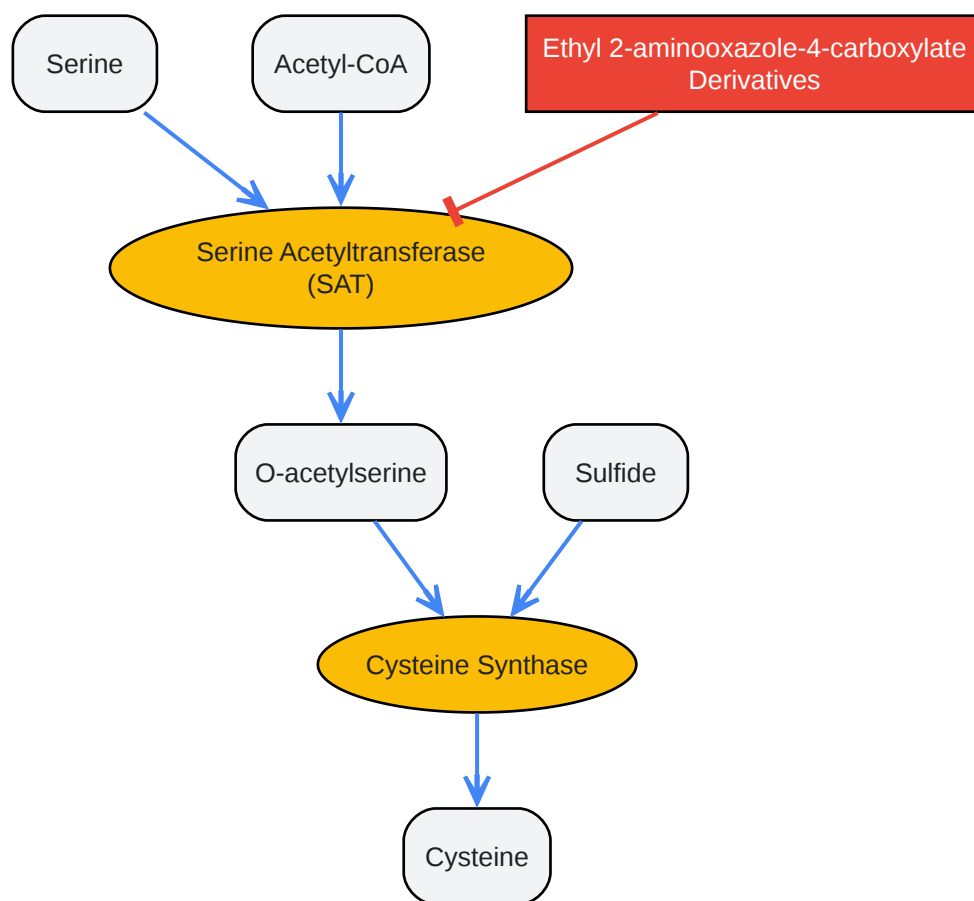 Serine
Acetyl-CoA
Ethyl 2-aminooxazole-4-carboxylate
Derivatives
Serine Acetyltransferase
(SAT)
O-acetylserine
Sulfide
Cysteine Synthase
Cysteine